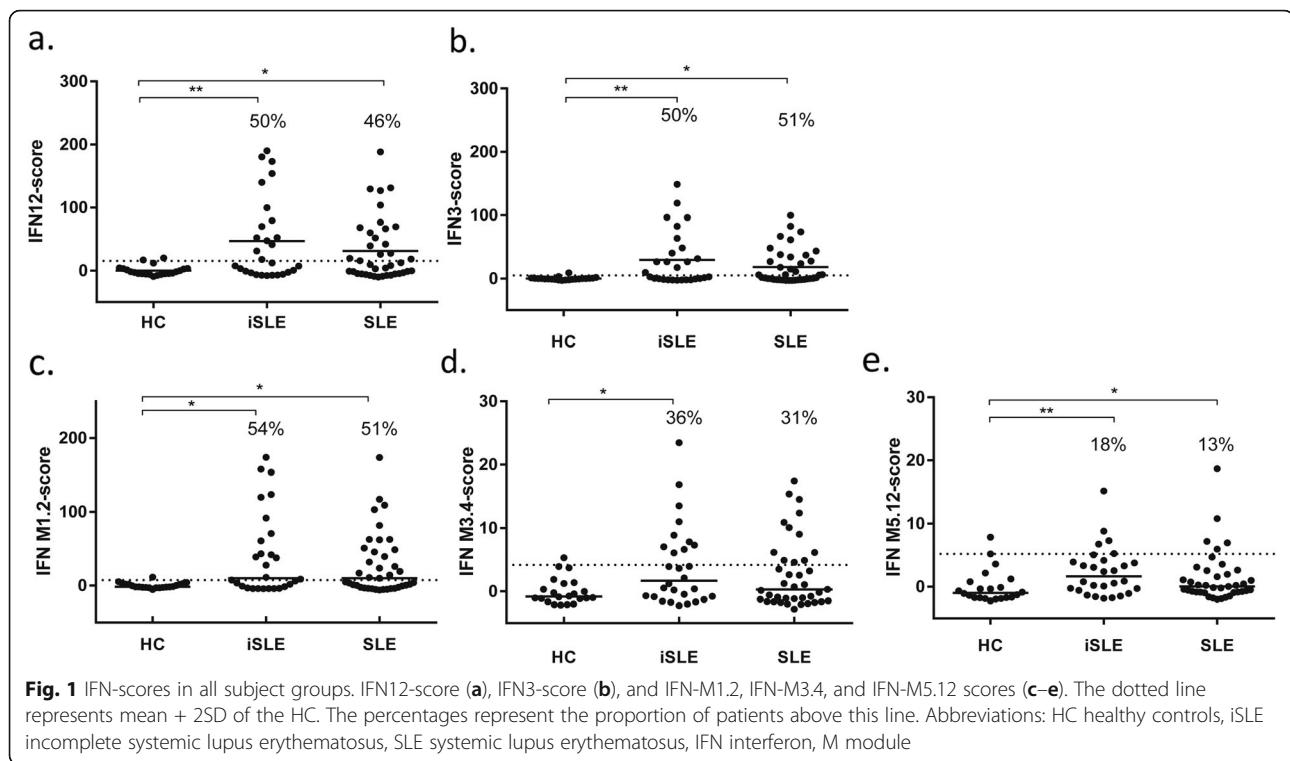 a.
*
**
50%
46%
300
200
100
0
IFN12-score
HC
iSLE
SLE
b.
*
**
50%
51%
300
200
100
0
IFN3-score
HC
iSLE
SLE
c.
*
*
54%
51%
200
100
0
IFN M1.2-score
HC
iSLE
SLE
d.
*
36%
31%
30
20
10
0
IFN M3.4-score
HC
iSLE
SLE
e.
*
**
18%
13%
30
20
10
0
IFN M5.12-score
HC
iSLE
SLE
Fig. 1 IFN-scores in all subject groups. IFN12-score (a), IFN3-score (b), and IFN-M1.2, IFN-M3.4, and IFN-M5.12 scores (c–e). The dotted line
represents mean + 2SD of the HC. The percentages represent the proportion of patients above this line. Abbreviations: HC healthy controls, iSLE
incomplete systemic lupus erythematosus, SLE systemic lupus erythematosus, IFN interferon, M module